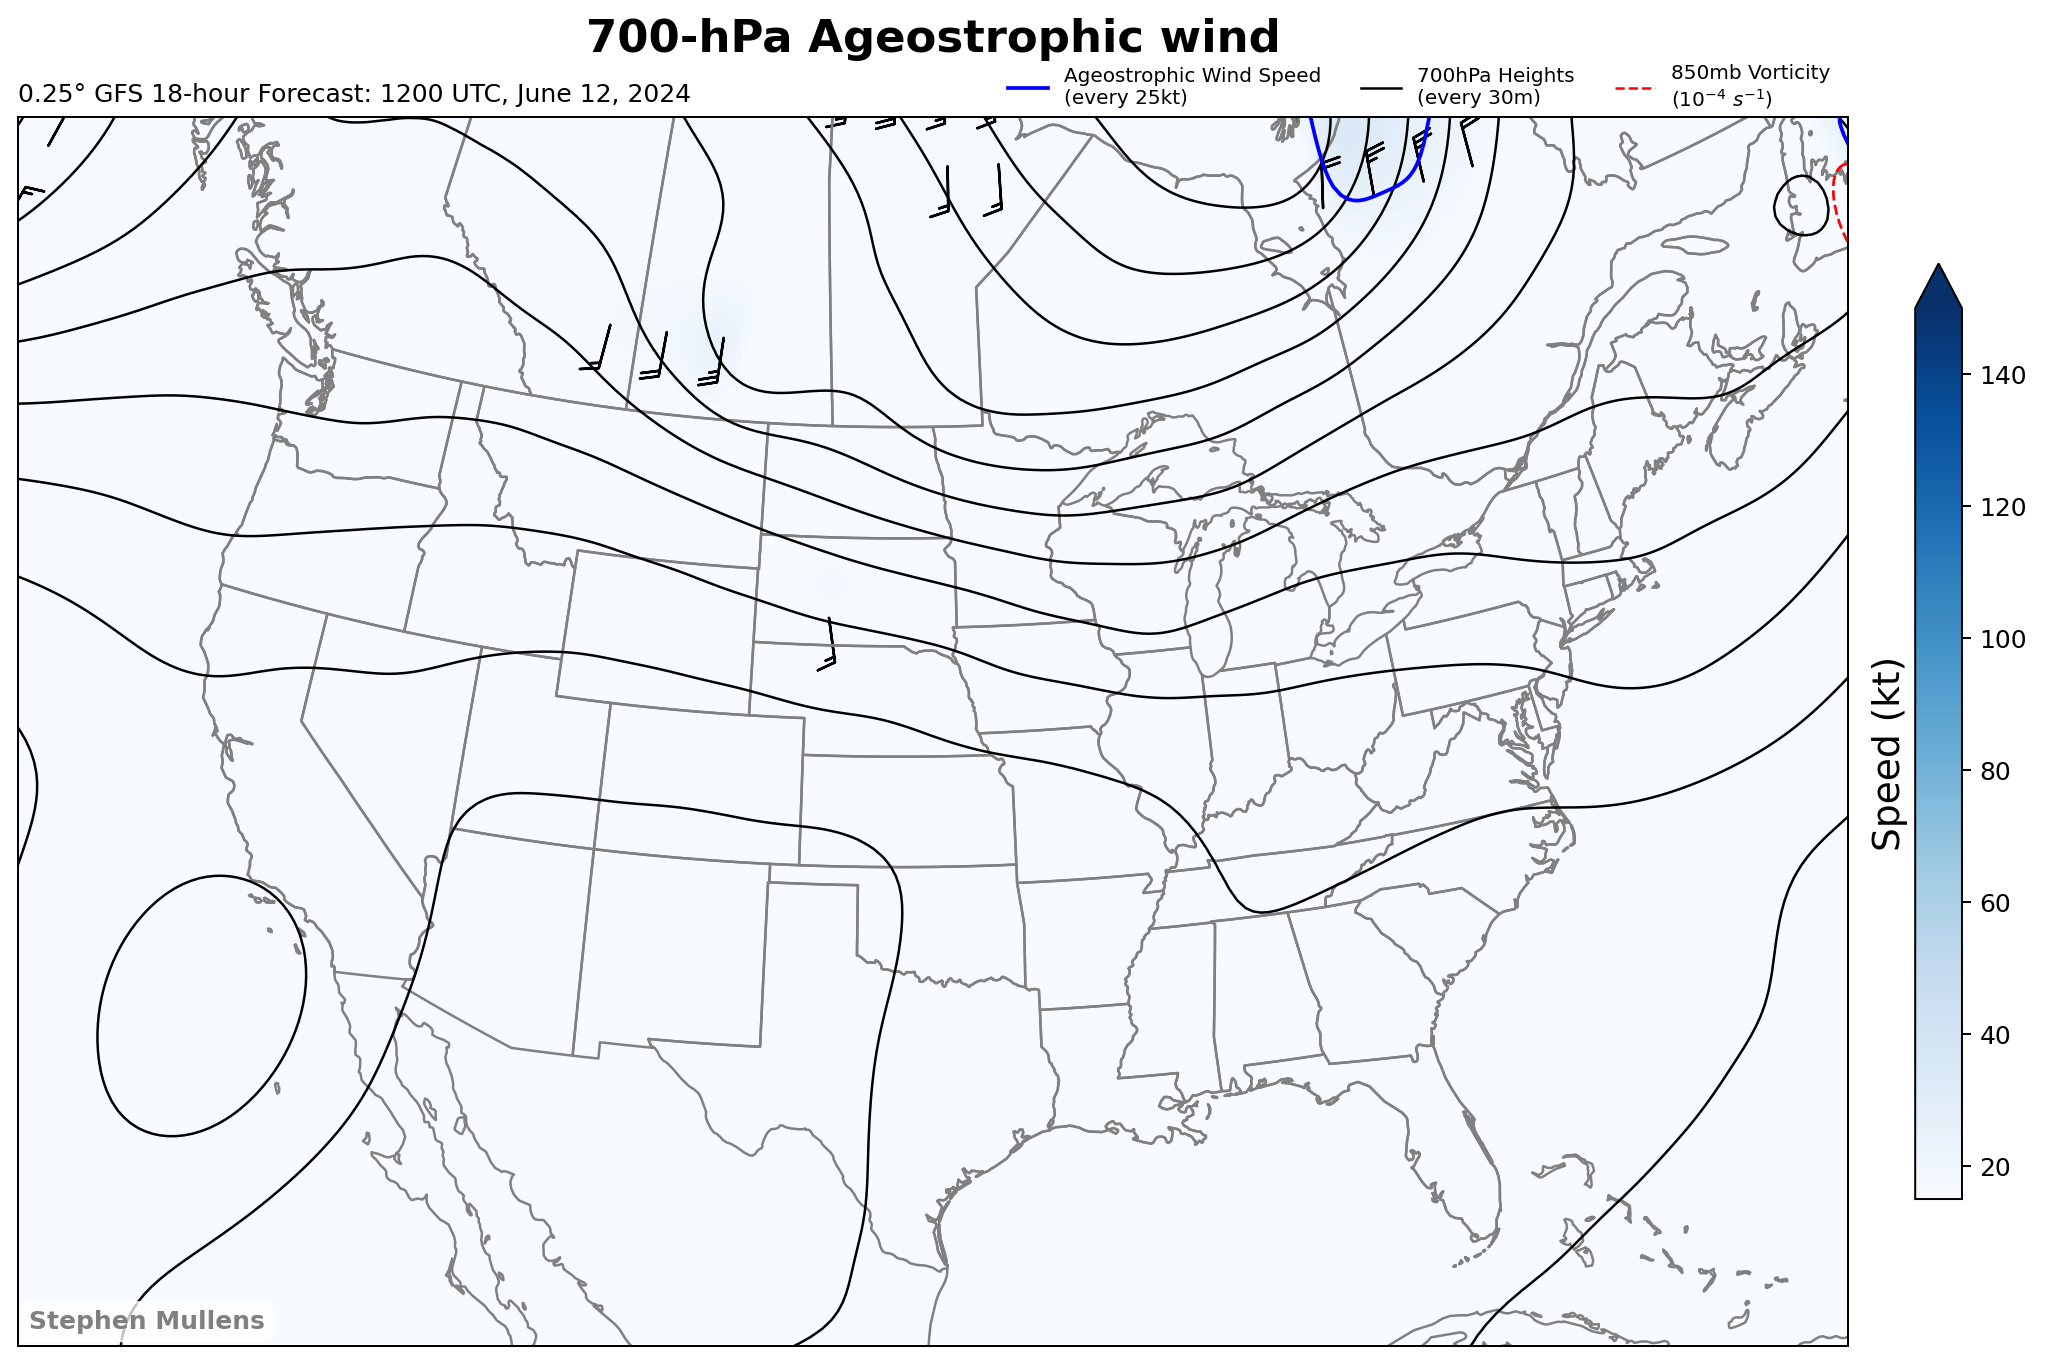 700-hPa Ageostrophic wind
0.25° GFS 18-hour Forecast: 1200 UTC, June 12, 2024
Ageostrophic Wind Speed
(every 25kt)
700hPa Heights
(every 30m)
850mb Vorticity
(10⁻⁴ s⁻¹)
140
120
100
80
60
40
20
Speed (kt)
Stephen Mullens